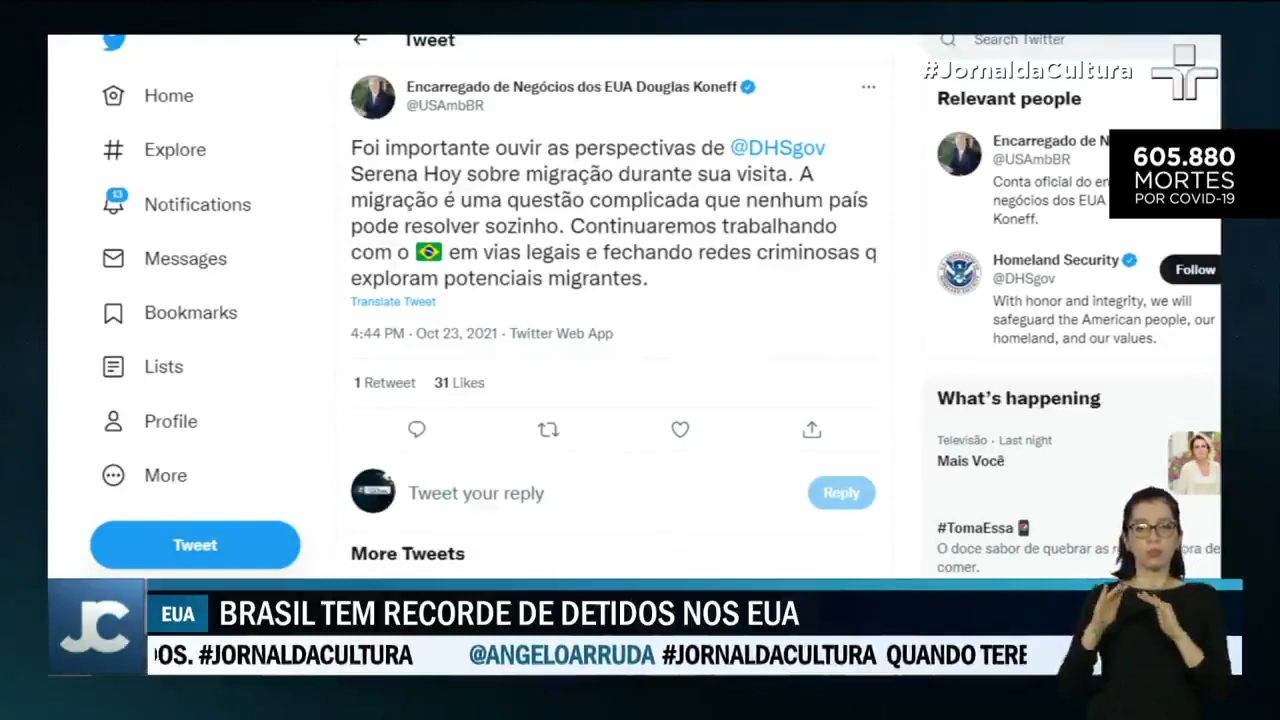 Tweet
Search Twitter
#JornaldaCultura
Home
Explore
13
Notifications
Messages
Bookmarks
Lists
Profile
More
Tweet
Encarregado de Negócios dos EUA Douglas Koneff
@USAmbBR
Foi importante ouvir as perspectivas de @DHSgov
Serena Hoy sobre migração durante sua visita. A
migração é uma questão complicada que nenhum país
pode resolver sozinho. Continuaremos trabalhando
com o 🇧🇷 em vias legais e fechando redes criminosas q
exploram potenciais migrantes.
Translate Tweet
4:44 PM · Oct 23, 2021 · Twitter Web App
1 Retweet 31 Likes
Tweet your reply
Reply
More Tweets
Relevant people
Encarregado de N
@USAmbBR
Conta oficial do en
negócios dos EUA
Koneff.
605.880
MORTES
POR COVID-19
Homeland Security
@DHSgov
Follow
With honor and integrity, we will
safeguard the American people, our
homeland, and our values.
What's happening
Televisão · Last night
Mais Você
#TomaEssa
O doce sabor de quebrar as r ora de
comer.
JC
EUA BRASIL TEM RECORDE DE DETIDOS NOS EUA
OS. #JORNALDACULTURA @ANGELOARRUDA #JORNALDACULTURA QUANDO TERE